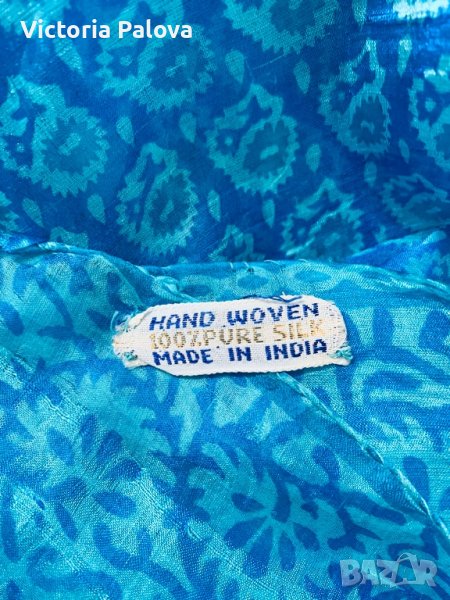 Victoria Palova
HAND WOVEN
100% PURE SILK
MADE IN INDIA
BAZAR